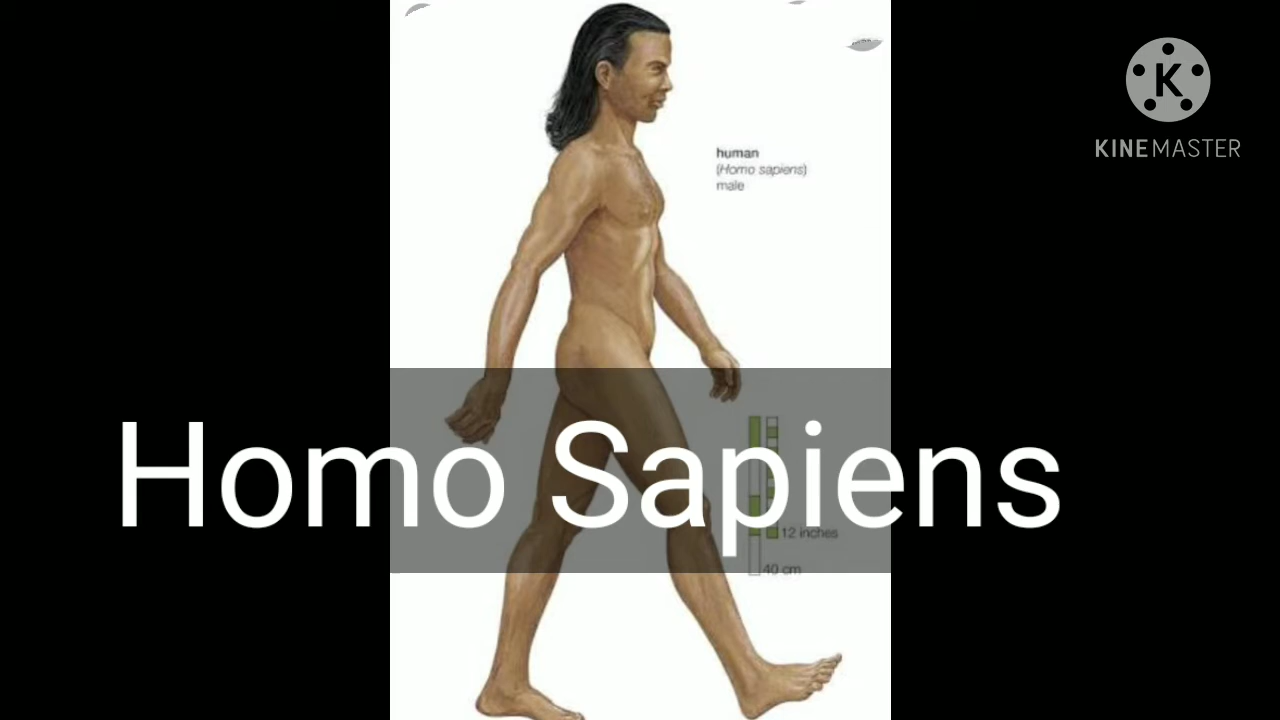 K
KINEMASTER
human
(Homo sapiens)
male
Homo Sapiens
12 inches
40 cm